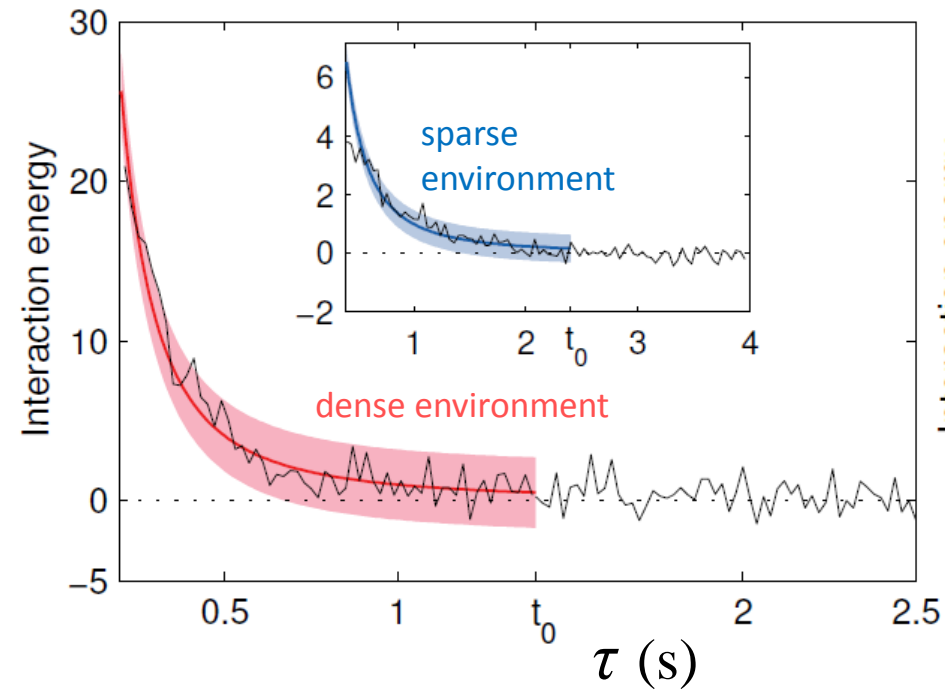 30
20
10
0
−5
Interaction energy
6
4
2
0
−2
sparse
environment
1 2 t0 3 4
dense environment
0.5 1 t0 2 2.5
τ (s)